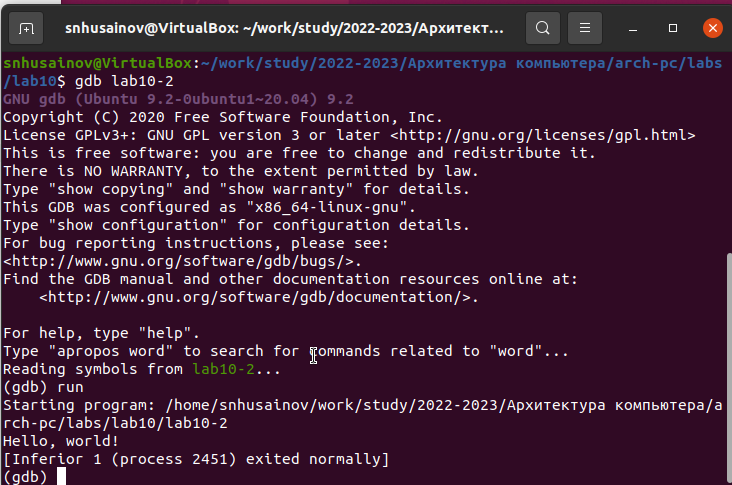 snhusainov@VirtualBox: ~/work/study/2022-2023/Архитект...
snhusainov@VirtualBox:~/work/study/2022-2023/Архитектура компьютера/arch-pc/labs
/lab10$ gdb lab10-2
GNU gdb (Ubuntu 9.2-0ubuntu1~20.04) 9.2
Copyright (C) 2020 Free Software Foundation, Inc.
License GPLv3+: GNU GPL version 3 or later <http://gnu.org/licenses/gpl.html>
This is free software: you are free to change and redistribute it.
There is NO WARRANTY, to the extent permitted by law.
Type "show copying" and "show warranty" for details.
This GDB was configured as "x86_64-linux-gnu".
Type "show configuration" for configuration details.
For bug reporting instructions, please see:
<http://www.gnu.org/software/gdb/bugs/>.
Find the GDB manual and other documentation resources online at:
    <http://www.gnu.org/software/gdb/documentation/>.
For help, type "help".
Type "apropos word" to search for commands related to "word"...
Reading symbols from lab10-2...
(gdb) run
Starting program: /home/snhusainov/work/study/2022-2023/Архитектура компьютера/a
rch-pc/labs/lab10/lab10-2
Hello, world!
[Inferior 1 (process 2451) exited normally]
(gdb)